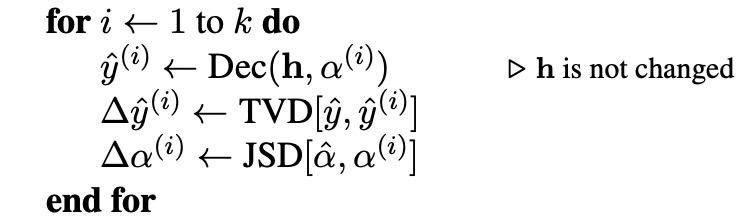 for i ← 1 to k do
ŷ⁽ⁱ⁾ ← Dec(h, α⁽ⁱ⁾) ▷ h is not changed
Δŷ⁽ⁱ⁾ ← TVD[ŷ, ŷ⁽ⁱ⁾]
Δα⁽ⁱ⁾ ← JSD[α̂, α⁽ⁱ⁾]
end for